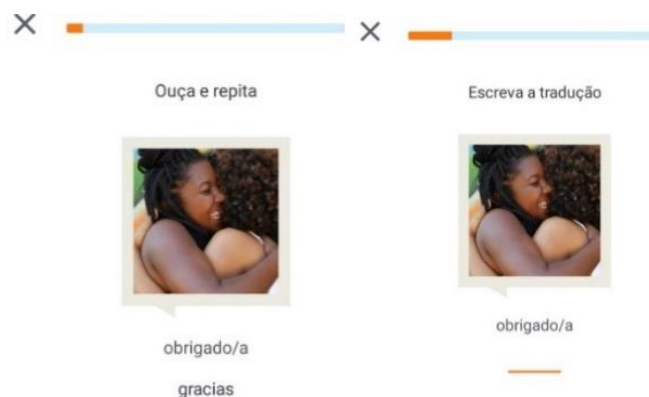 Ouça e repita
obrigado/a
gracias
Escreva a tradução
obrigado/a